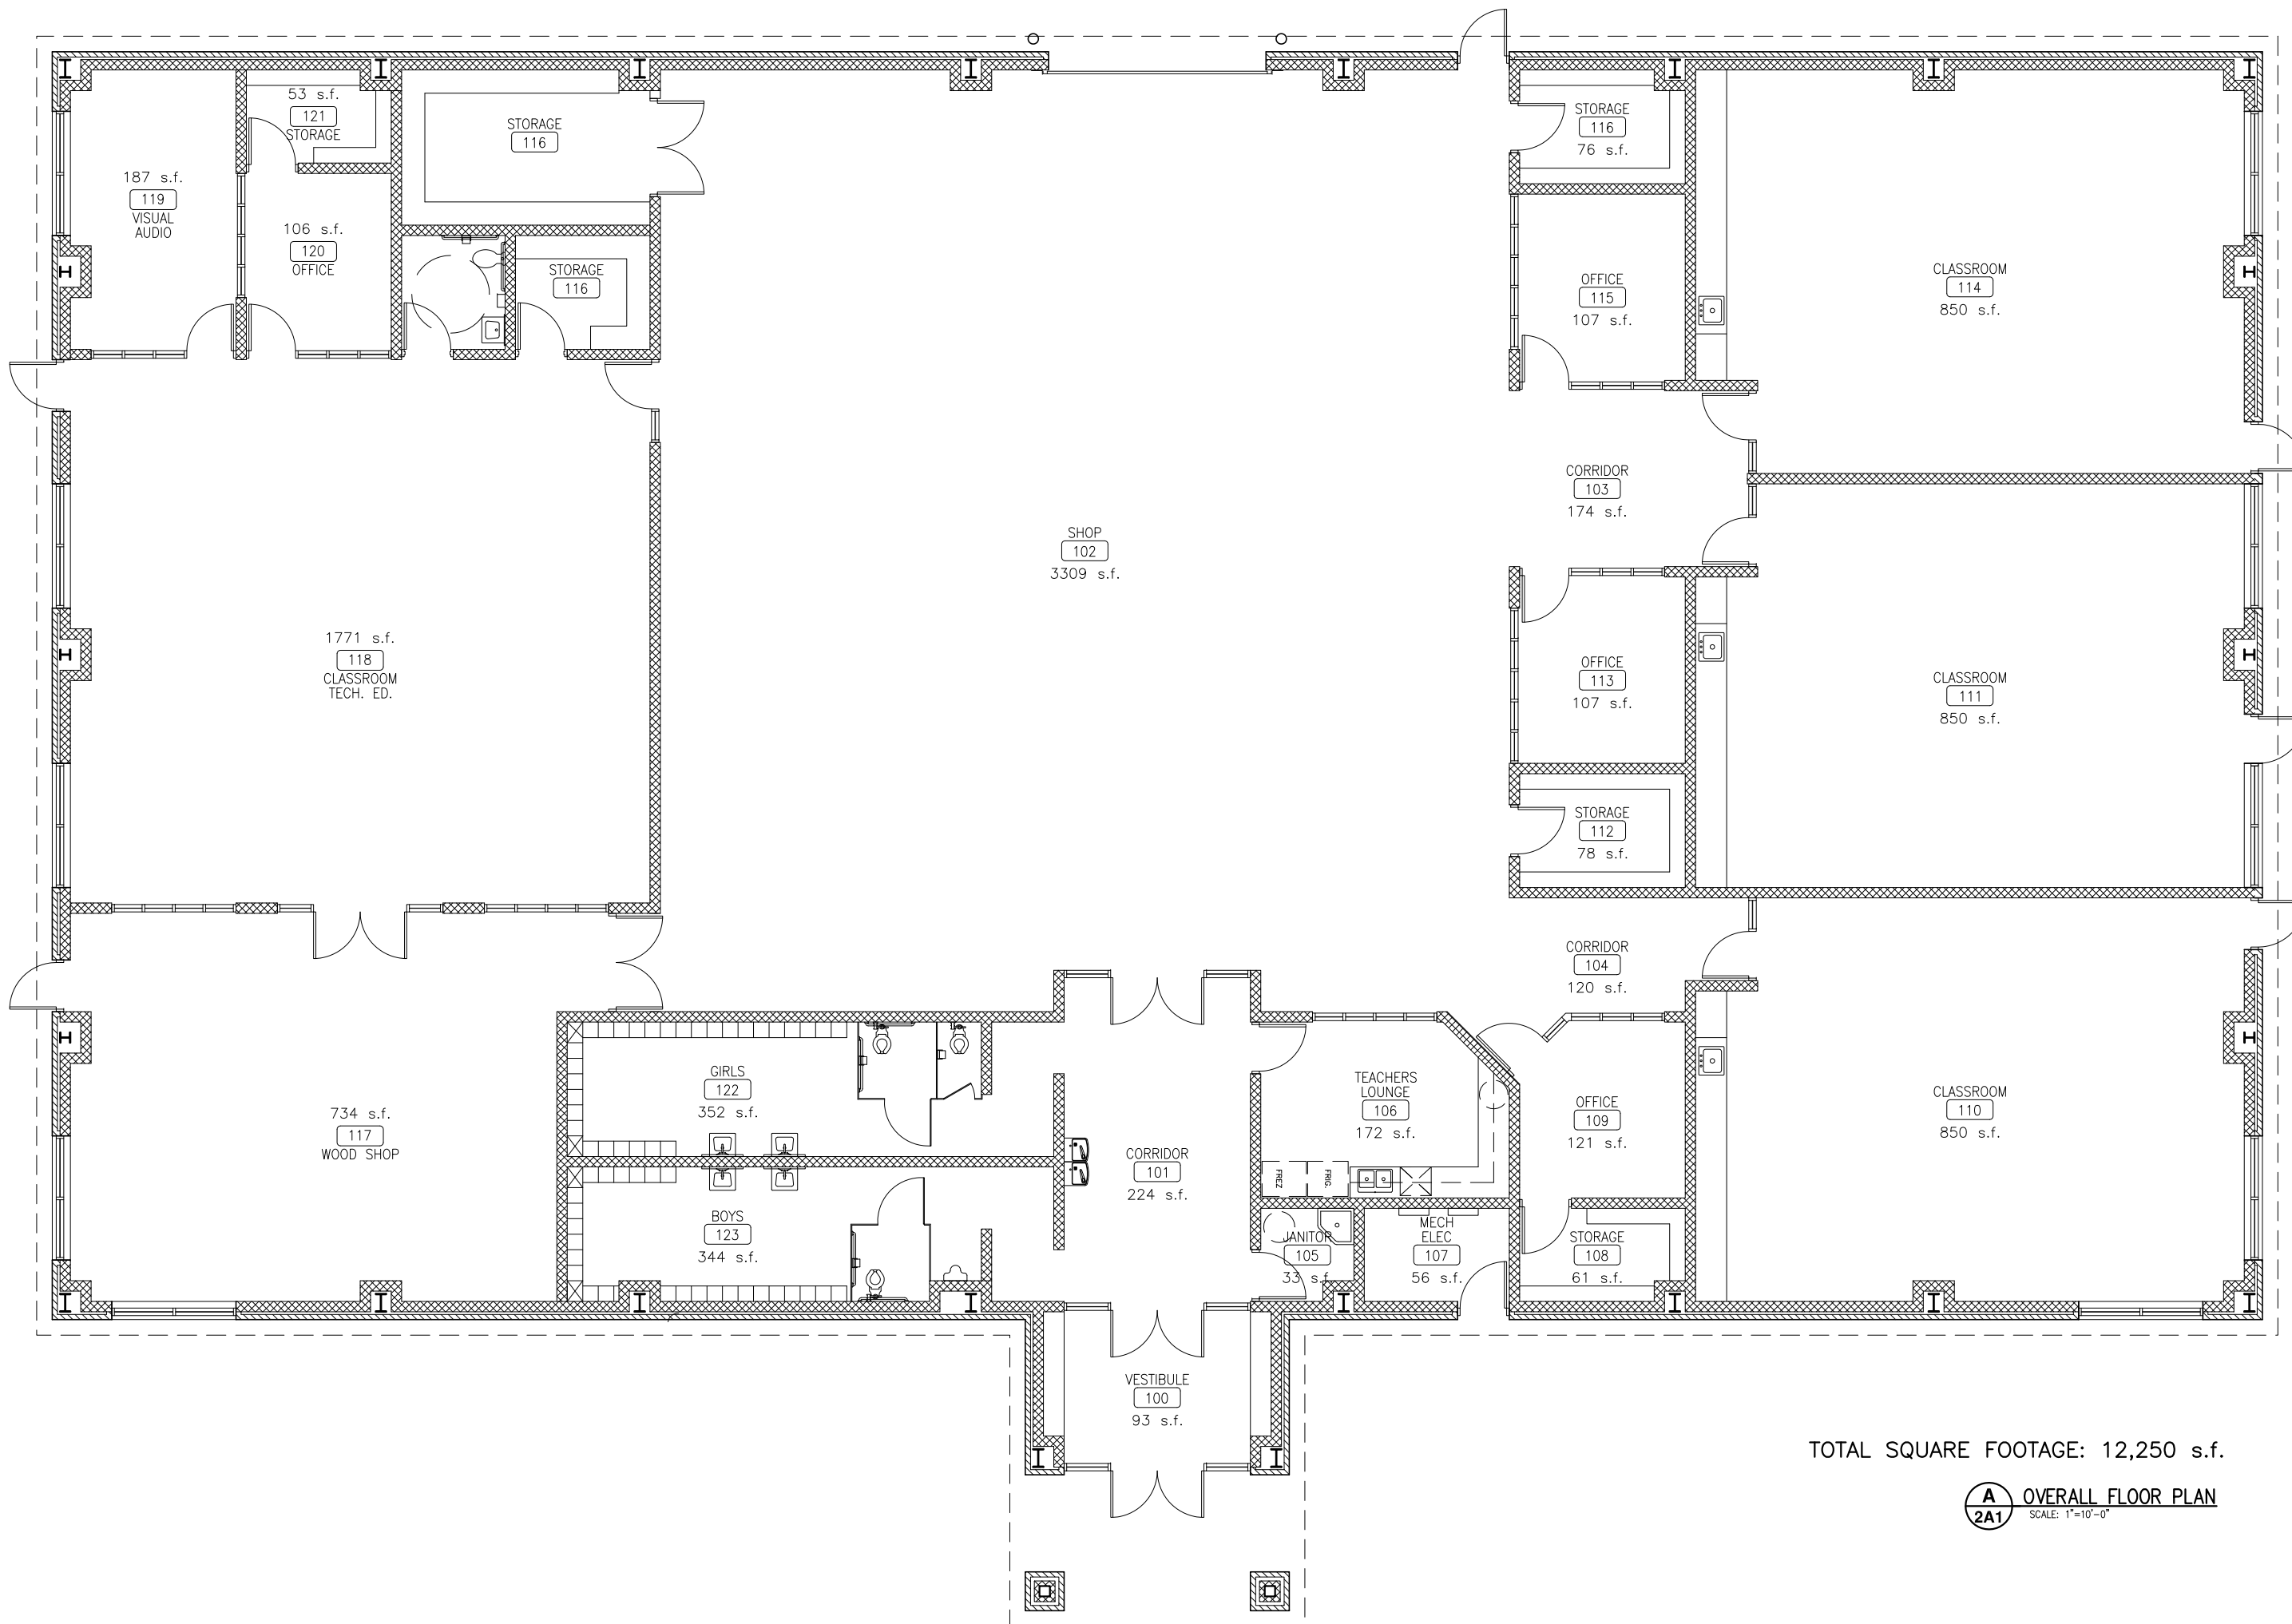 53 s.f.
121
STORAGE
STORAGE
116
STORAGE
116
76 s.f.
187 s.f.
119
VISUAL
AUDIO
106 s.f.
120
OFFICE
STORAGE
116
OFFICE
115
107 s.f.
CLASSROOM
114
850 s.f.
CORRIDOR
103
174 s.f.
SHOP
102
3309 s.f.
1771 s.f.
118
CLASSROOM
TECH. ED.
OFFICE
113
107 s.f.
CLASSROOM
111
850 s.f.
STORAGE
112
78 s.f.
CORRIDOR
104
120 s.f.
GIRLS
122
352 s.f.
TEACHERS
LOUNGE
106
172 s.f.
OFFICE
109
121 s.f.
CLASSROOM
110
850 s.f.
734 s.f.
117
WOOD SHOP
CORRIDOR
101
224 s.f.
FREZ
FRIG.
BOYS
123
344 s.f.
JANITOR
105
33 s.f.
MECH
ELEC
107
56 s.f.
STORAGE
108
61 s.f.
VESTIBULE
100
93 s.f.
TOTAL SQUARE FOOTAGE: 12,250 s.f.
A
2A1
OVERALL FLOOR PLAN
SCALE: 1"=10'-0"